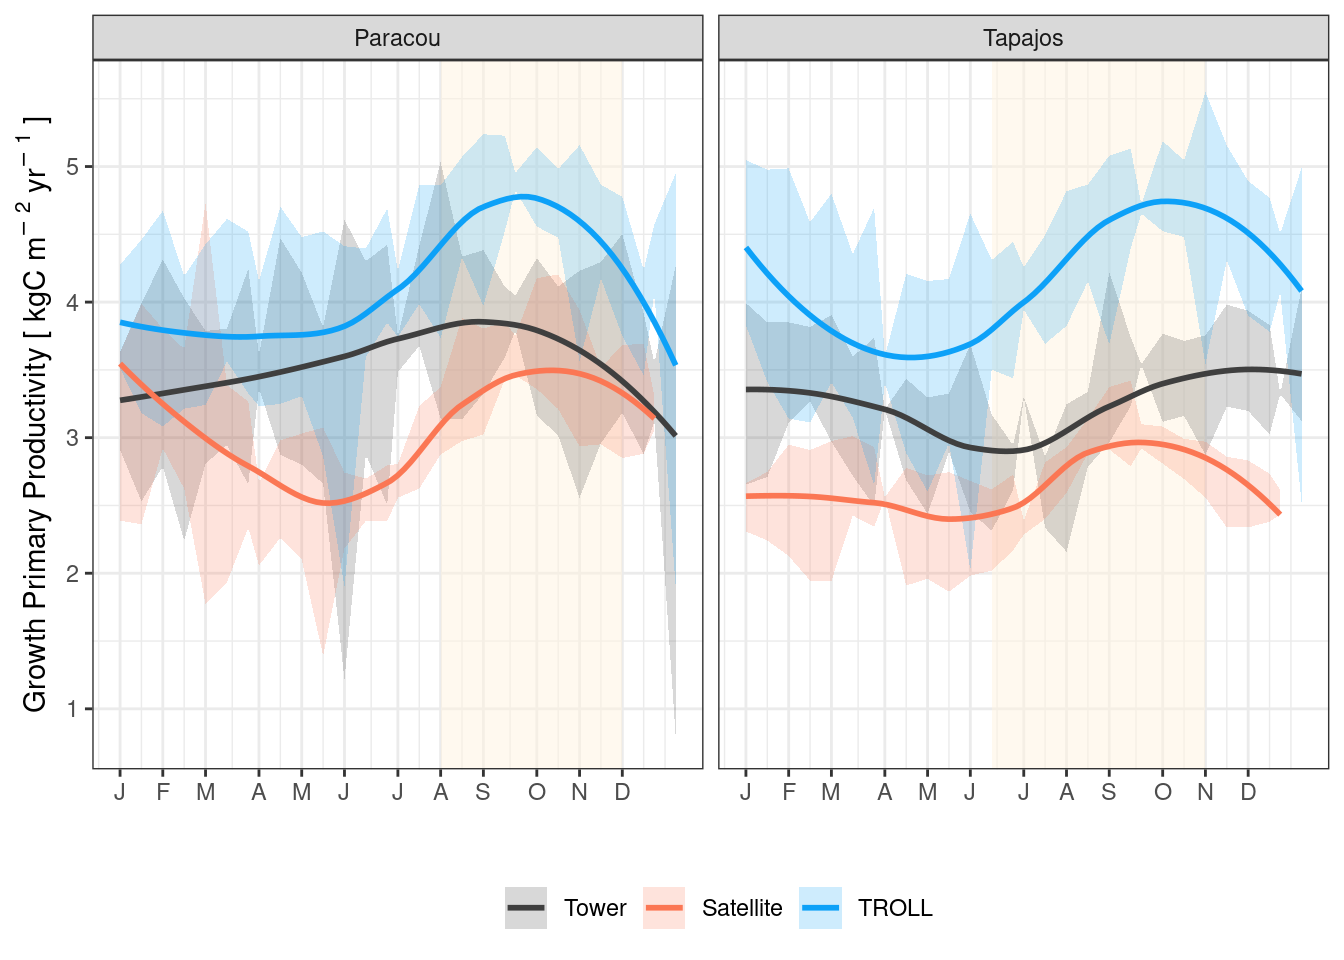 Paracou
Tapajos
Growth Primary Productivity [ kgC m− 2 yr− 1 ]
5
4
3
2
1
J F M A M J J A S O N D
J F M A M J J A S O N D
Tower Satellite TROLL